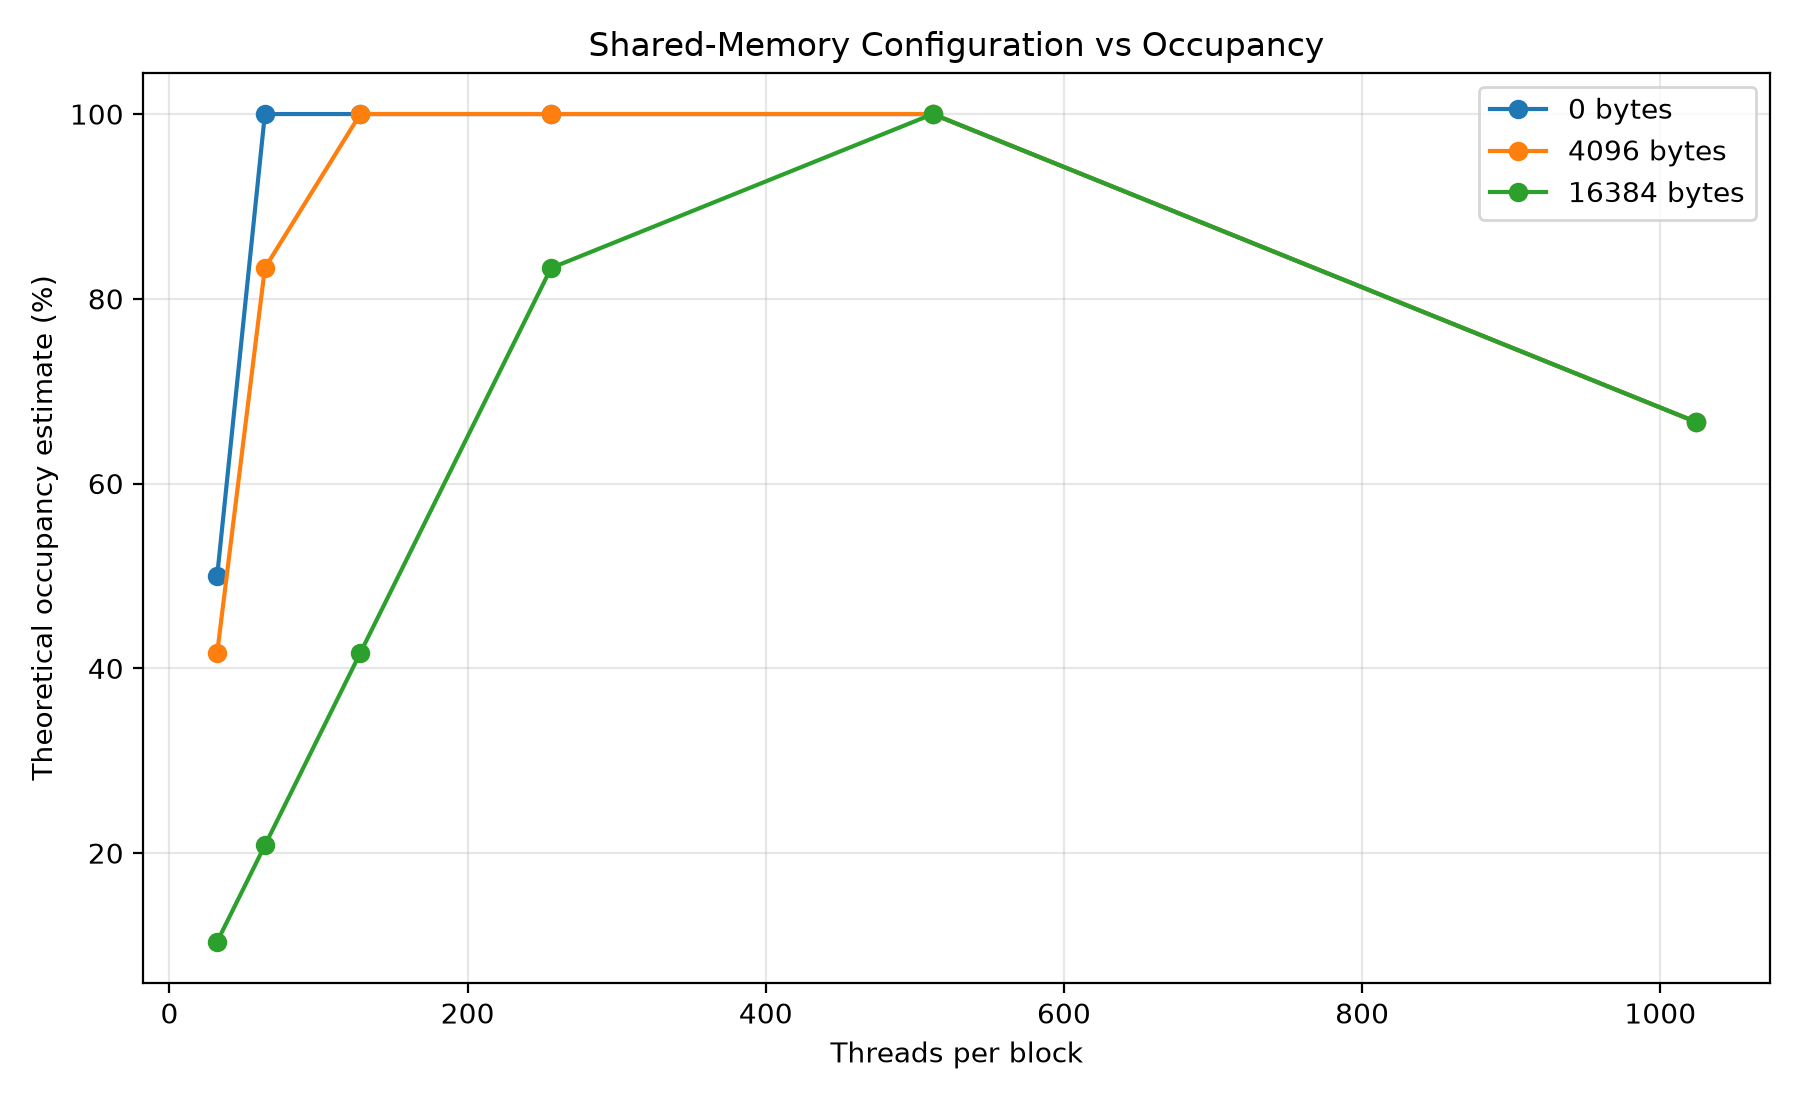 Shared-Memory Configuration vs Occupancy
0 bytes
4096 bytes
16384 bytes
Theoretical occupancy estimate (%)
100
80
60
40
20
0 200 400 600 800 1000
Threads per block